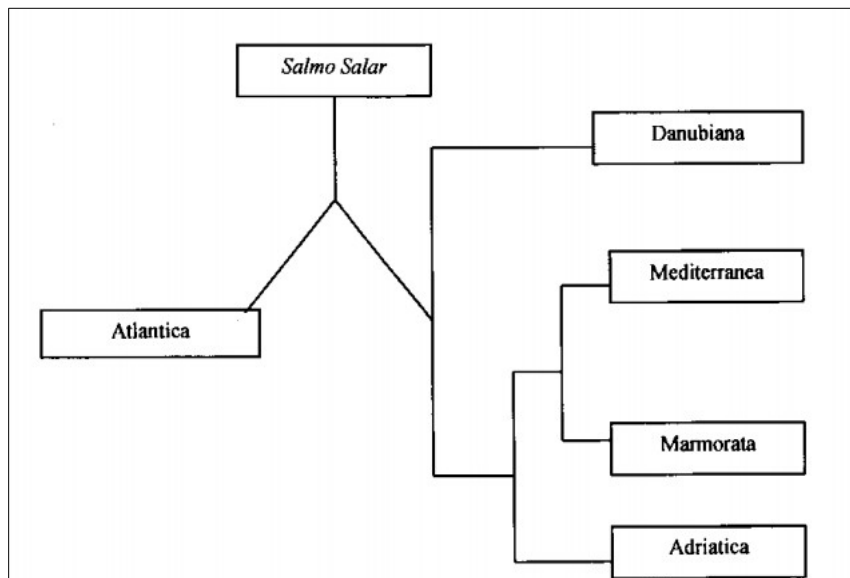 Salmo Salar
Danubiana
Mediterranea
Atlantica
Marmorata
Adriatica